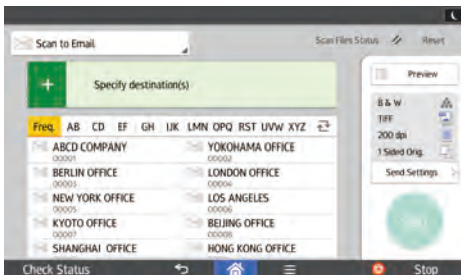 Scan to Email
Scan Files Status
Reset
+ Specify destination(s)
Preview
B & W
TIFF
200 dpi
1 Sided Orig.
Send Settings
Freq. AB CD EF GH IJK LMN OPQ RST UVW XYZ
ABCD COMPANY
00001
YOKOHAMA OFFICE
00002
BERLIN OFFICE
00003
LONDON OFFICE
00004
NEW YORK OFFICE
00005
LOS ANGELES
00006
KYOTO OFFICE
00007
BEIJING OFFICE
00008
SHANGHAI OFFICE
HONG KONG OFFICE
Check Status
Stop